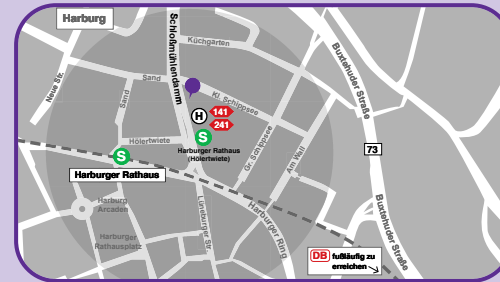 Harburg
Schloßmühlendamm
Küchgarten
Neue Str.
Sand
Sand
Kl. Schippsee
Buxtehuder Straße
H
141
241
S
Harburger Rathaus
(Hölertwiete)
Hölertwiete
S
Harburger Rathaus
Gr. Schippsee
Am Wall
73
Harburg
Arcaden
Lüneburger Str.
Harburger Ring
Harburger
Rathausplatz
Buxtehuder Straße
DB fußläufig zu
erreichen